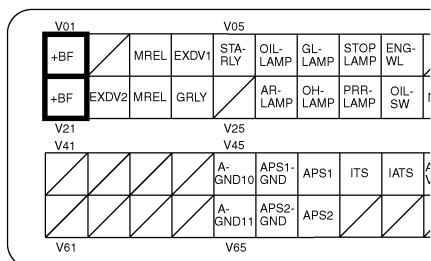 V01 V05
+BF MREL EXDV1 STA-RLY OIL-LAMP GL-LAMP STOP LAMP ENG-WL
+BF EXDV2 MREL GRLY AR-LAMP OH-LAMP PRR-LAMP OIL-SW
V21 V25
V41 V45
A-GND10 APS1-GND APS1 ITS IATS
A-GND11 APS2-GND APS2
V61 V65